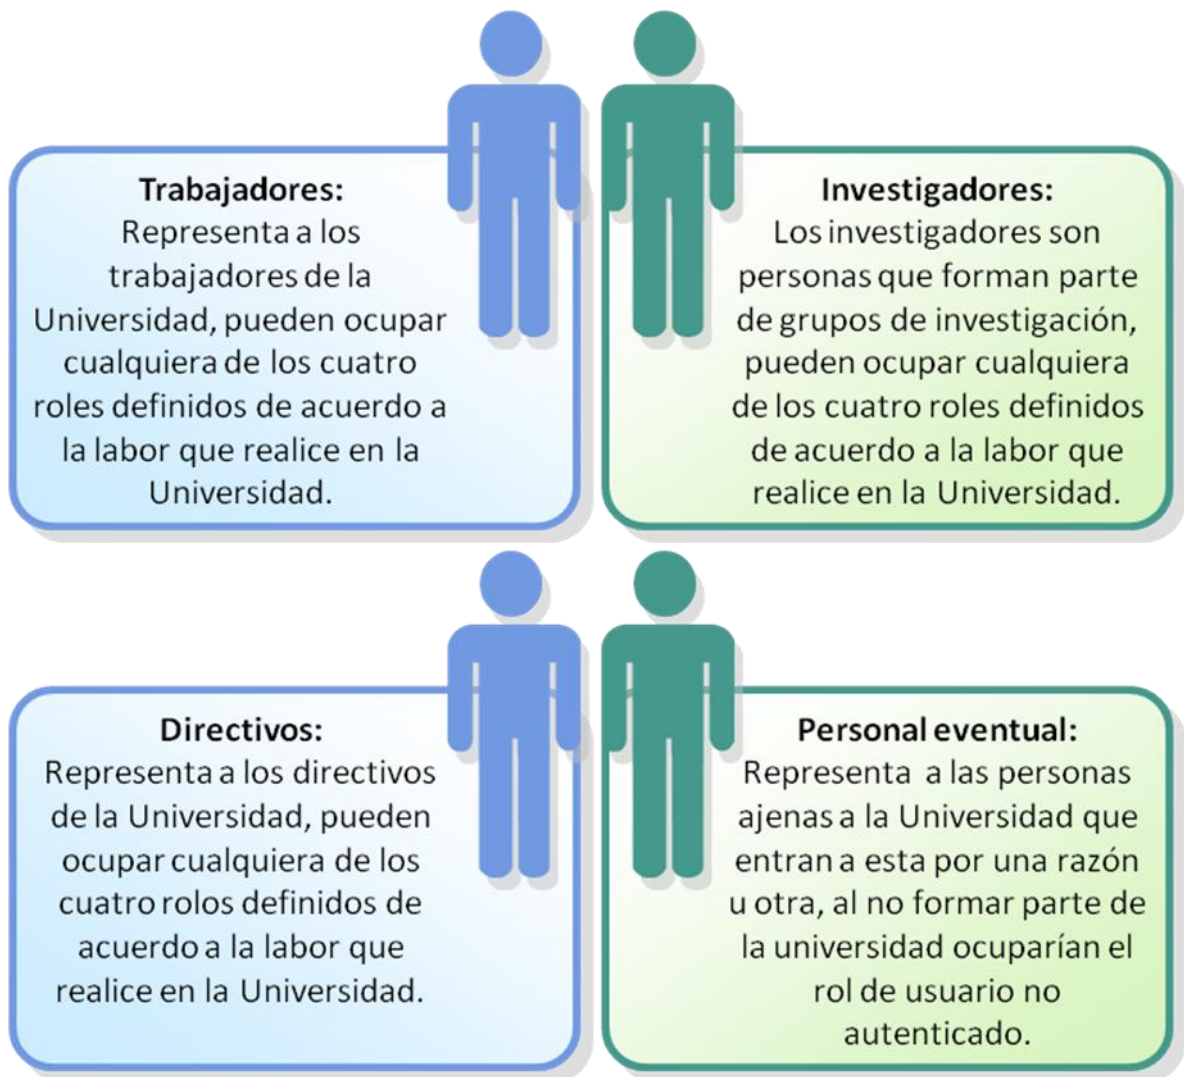 Trabajadores:
Representa a los
trabajadores de la
Universidad, pueden ocupar
cualquiera de los cuatro
roles definidos de acuerdo a
la labor que realice en la
Universidad.
Investigadores:
Los investigadores son
personas que forman parte
de grupos de investigación,
pueden ocupar cualquiera
de los cuatro roles definidos
de acuerdo a la labor que
realice en la Universidad.
Directivos:
Representa a los directivos
de la Universidad, pueden
ocupar cualquiera de los
cuatro rolos definidos de
acuerdo a la labor que
realice en la Universidad.
Personal eventual:
Representa a las personas
ajenas a la Universidad que
entran a esta por una razón
u otra, al no formar parte de
la universidad ocuparían el
rol de usuario no
autenticado.